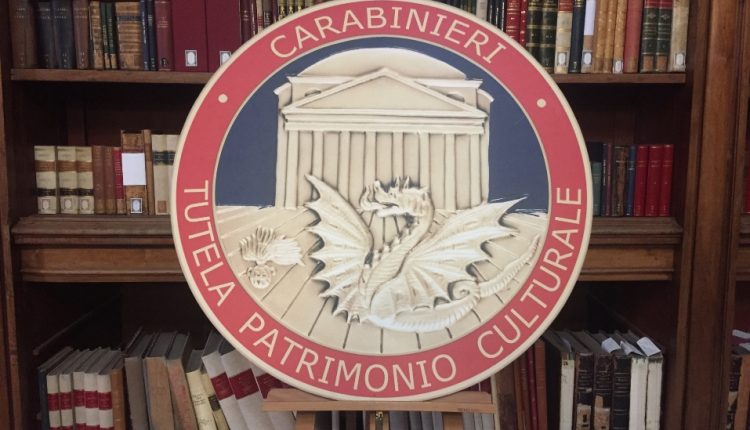 CARABINIERI
TUTELA PATRIMONIO CULTURALE